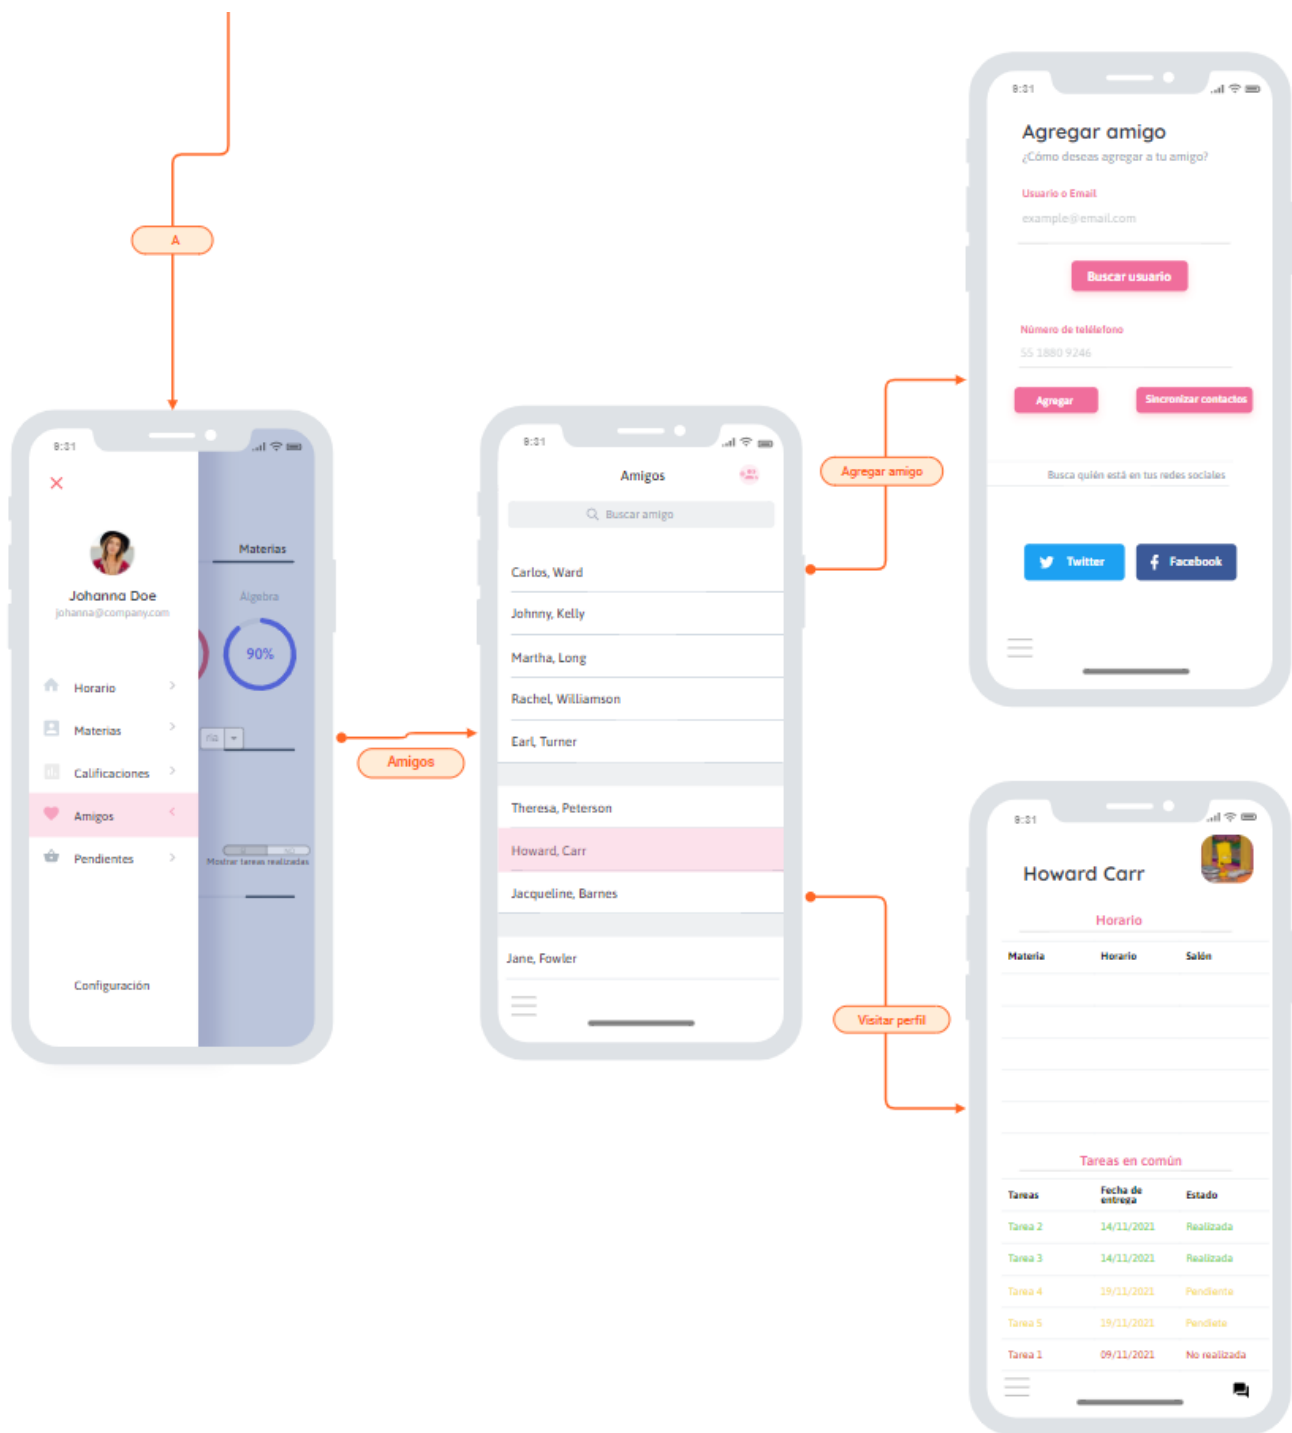 A
9:31
Johanna Doe
johanna@company.com
Horario
Materias
Calificaciones
Amigos
Pendientes
Configuración
Materias
Álgebra
90%
ria
NO
Mostrar tareas realizadas
Amigos
9:31
Amigos
Buscar amigo
Carlos, Ward
Johnny, Kelly
Martha, Long
Rachel, Williamson
Earl, Turner
Theresa, Peterson
Howard, Carr
Jacqueline, Barnes
Jane, Fowler
Agregar amigo
Visitar perfil
9:31
Agregar amigo
¿Cómo deseas agregar a tu amigo?
Usuario o Email
example@email.com
Buscar usuario
Número de telélefono
55 1880 9246
Agregar
Sincronizar contactos
Busca quién está en tus redes sociales
Twitter
Facebook
9:31
Howard Carr
Horario
Materia Horario Salón
Tareas en común
Tareas Fecha de entrega Estado
Tarea 2 14/11/2021 Realizada
Tarea 3 14/11/2021 Realizada
Tarea 4 19/11/2021 Pendiente
Tarea 5 19/11/2021 Pendiete
Tarea 1 09/11/2021 No realizada